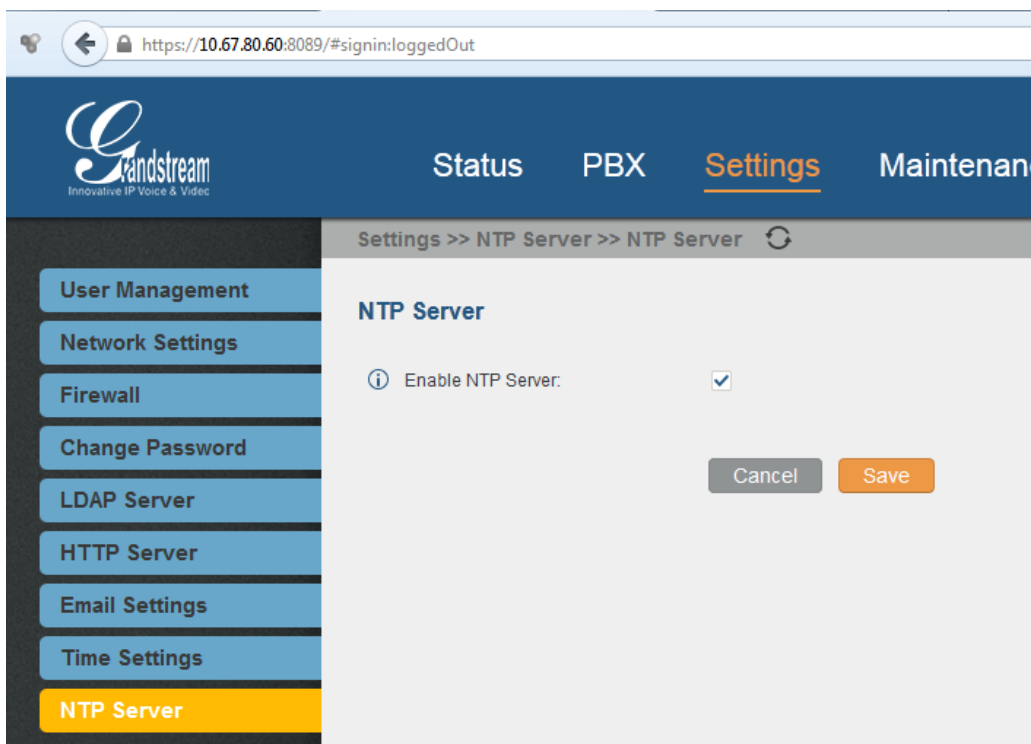 https://10.67.80.60:8089/#signin:loggedOut
Grandstream
Innovative IP Voice & Video
Status PBX Settings Maintenanc
Settings >> NTP Server >> NTP Server
User Management
Network Settings
Firewall
Change Password
LDAP Server
HTTP Server
Email Settings
Time Settings
NTP Server
NTP Server
Enable NTP Server:
Cancel Save